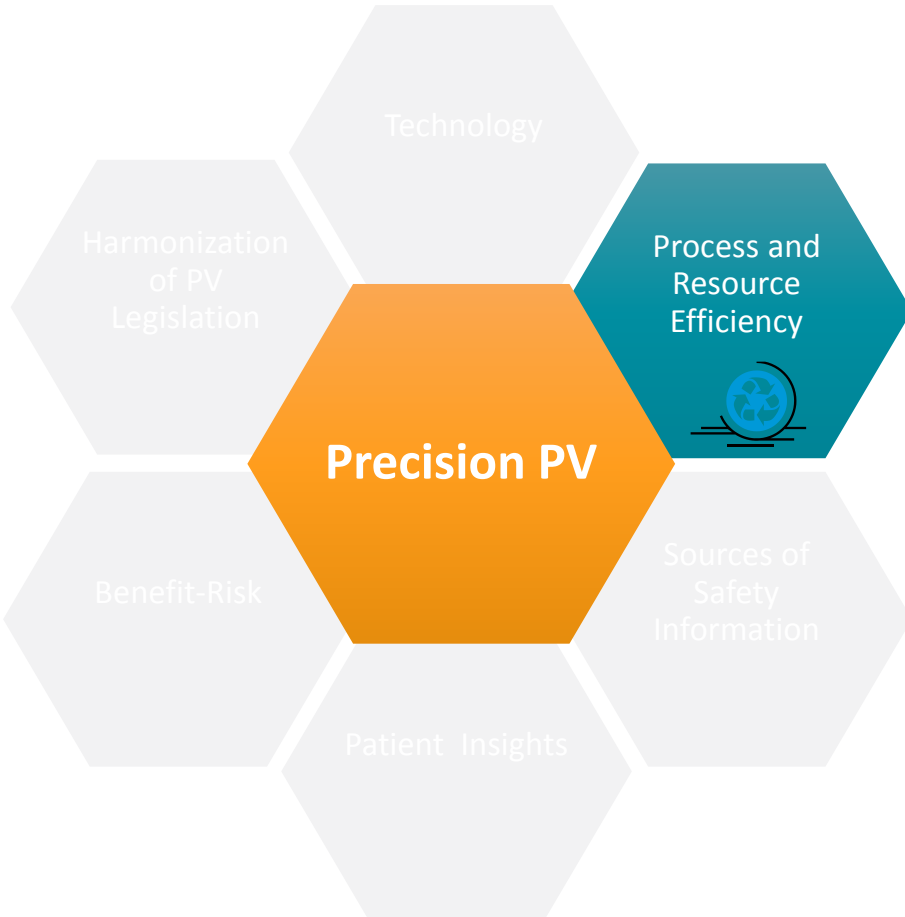 Technology
Harmonization
of PV
Legislation
Process and
Resource
Efficiency
Precision PV
Benefit-Risk
Sources of
Safety
Information
Patient  Insights